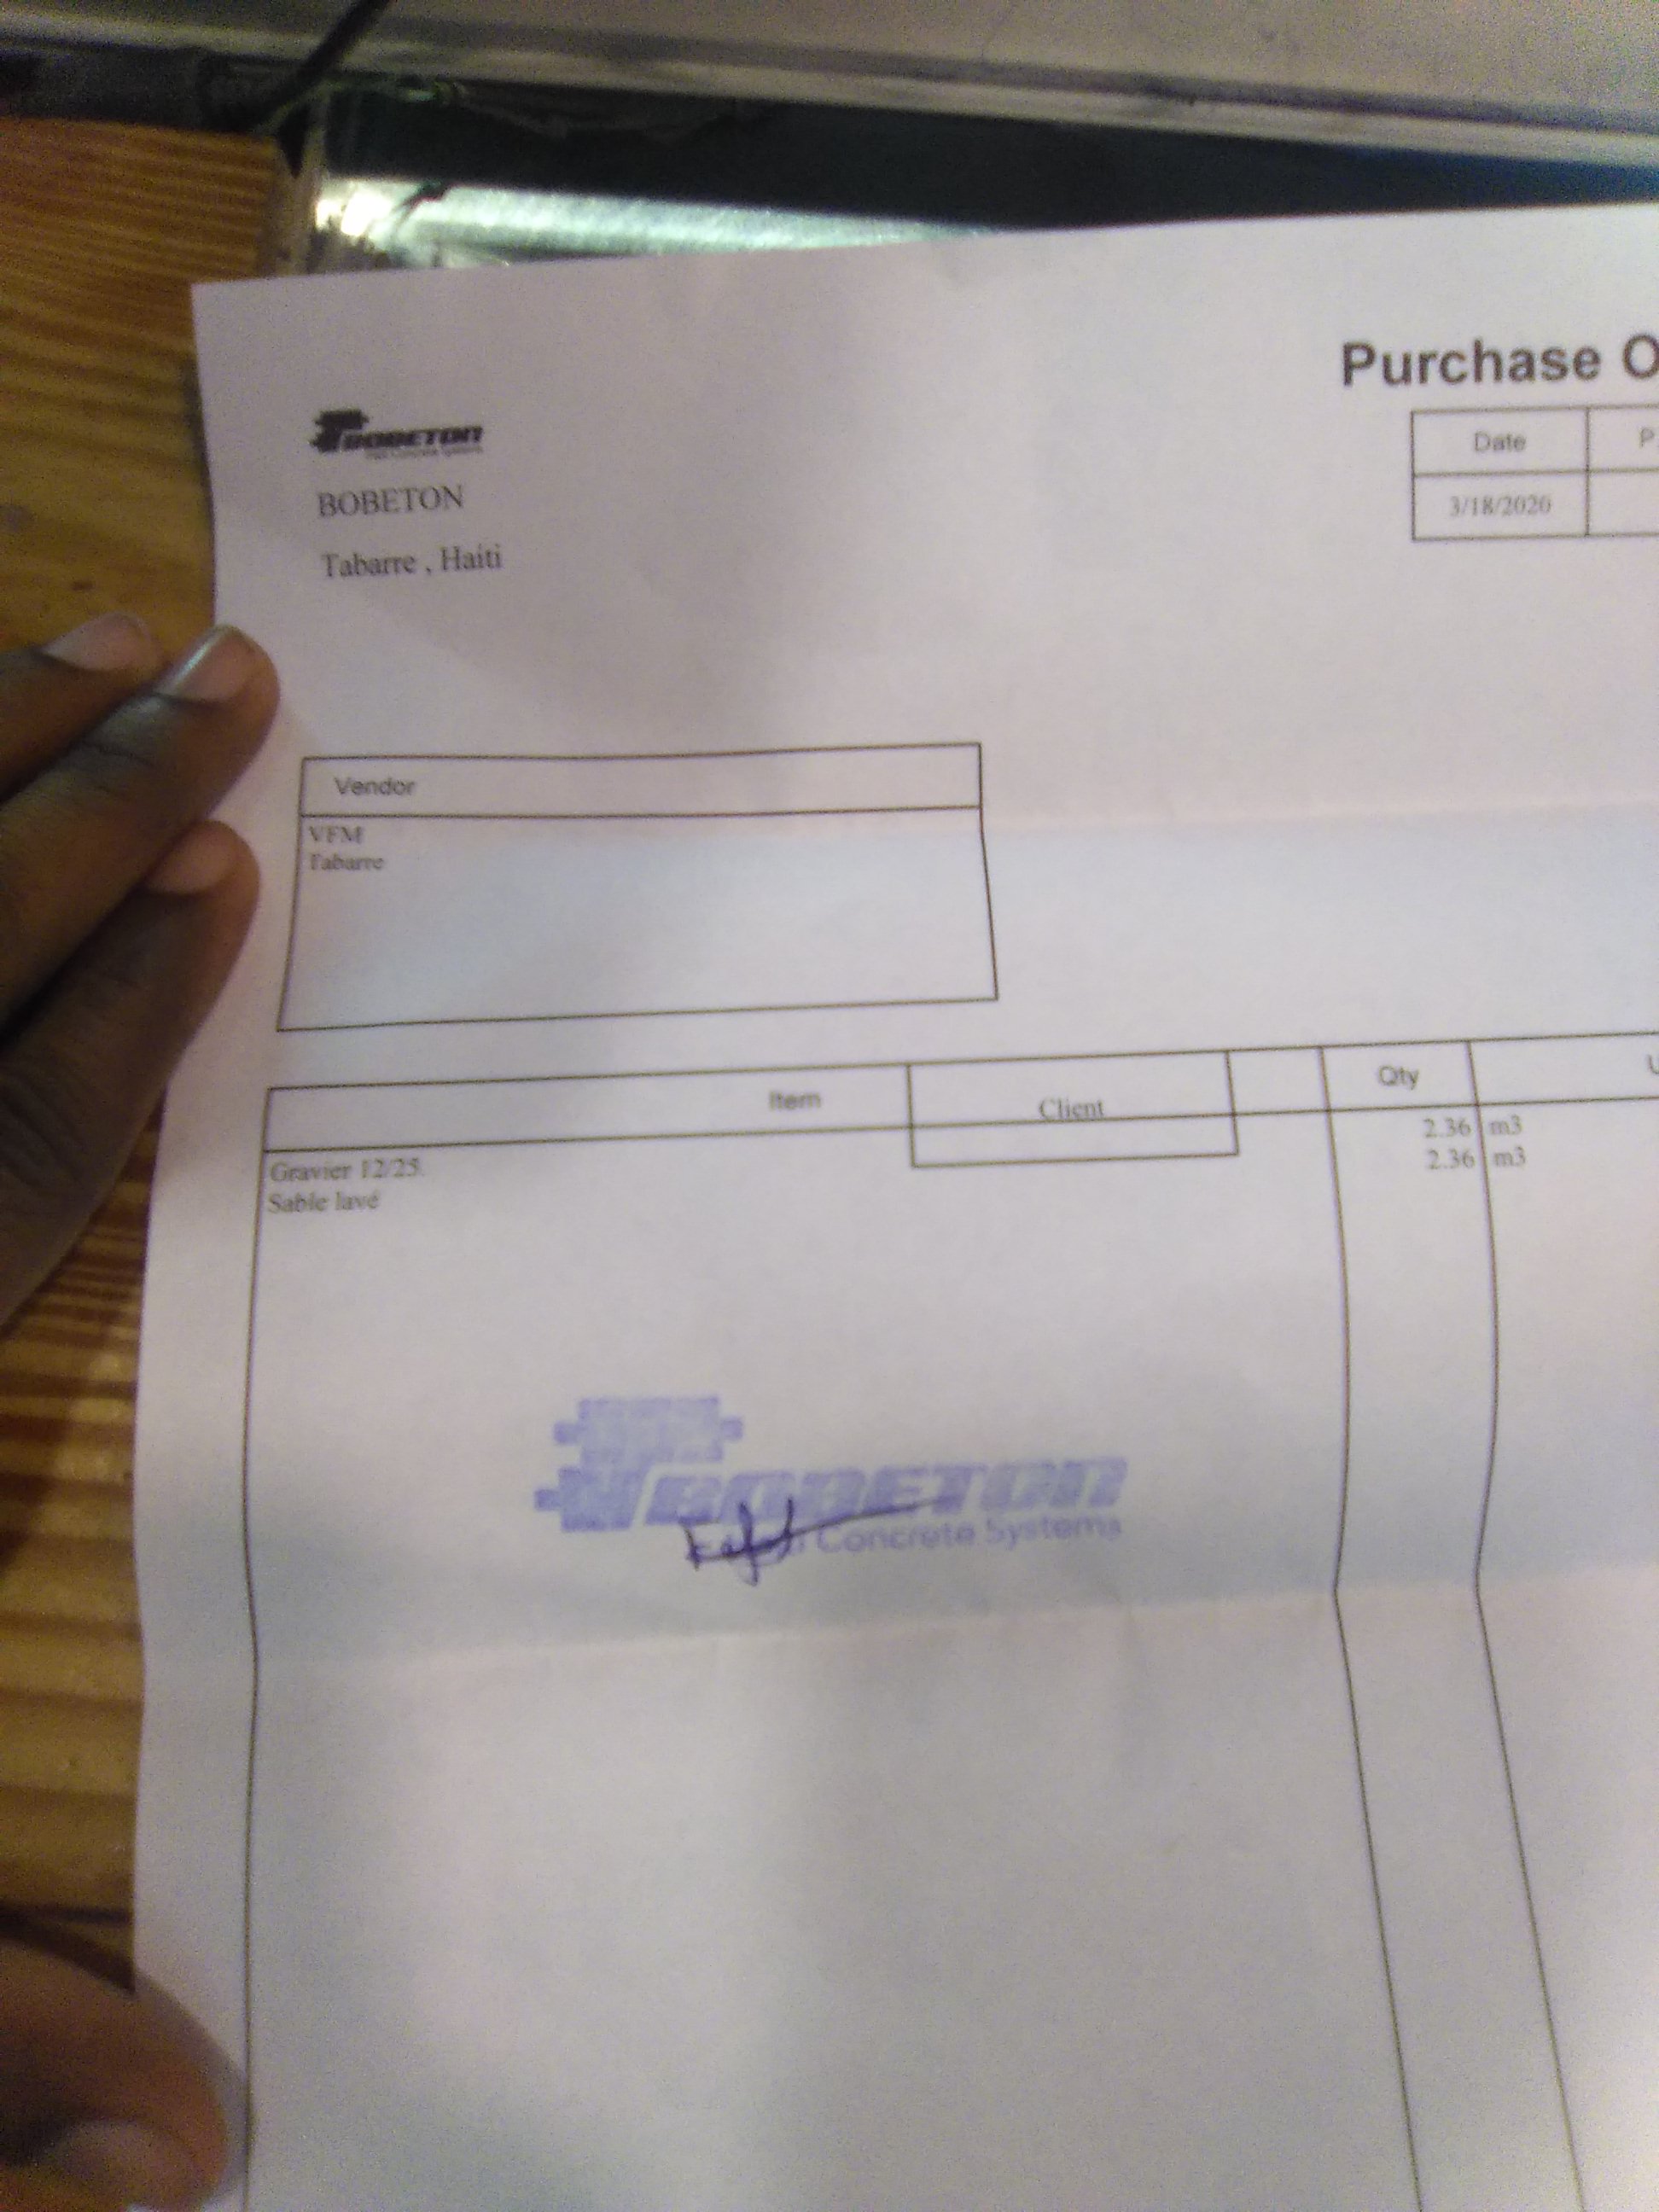 Purchase O
BOBETON
Date
P
3/18/2026
BOBETON
Tabarre , Haiti
Vendor
VFM
Tabarre
Item
Client
Qty
U
Gravier 12/25.
2.36 m3
Sable lavé
2.36 m3
BOBETON
Concrete Systems